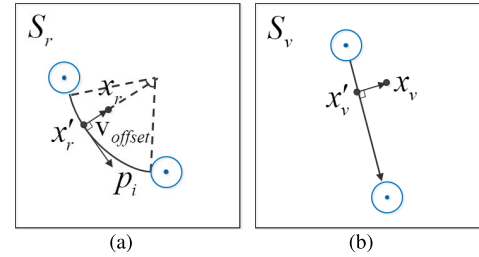 S_r
x_r
x'_r
v_offset
p_i
(a)
S_v
x'_v
x_v
(b)